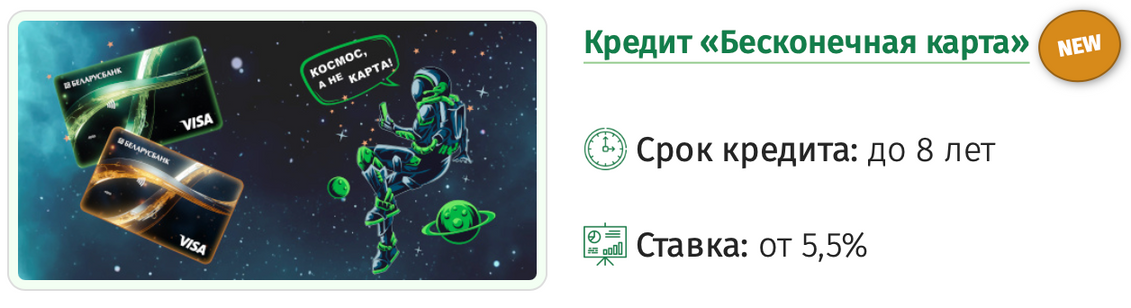 КОСМОС,
А НЕ КАРТА!
БЕЛАРУСБАНК
VISA
БЕЛАРУСБАНК
VISA
Кредит «Бесконечная карта»
NEW
Срок кредита: до 8 лет
Ставка: от 5,5%